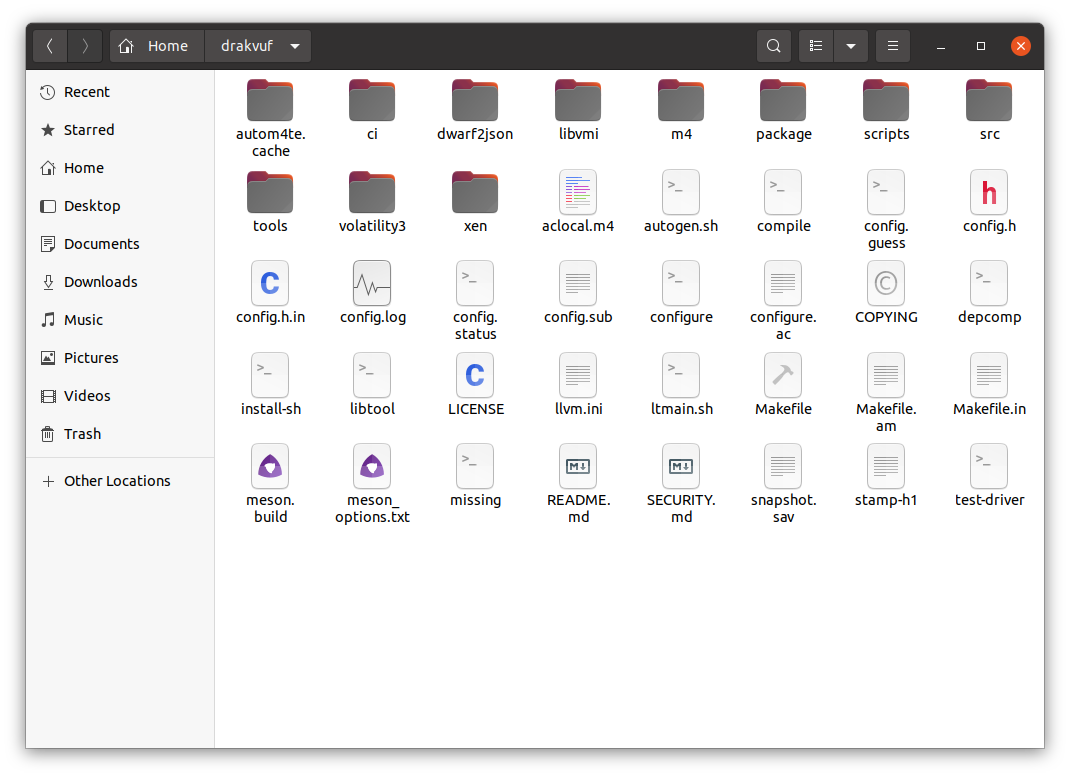 Home
drakvuf
Recent
Starred
Home
Desktop
Documents
Downloads
Music
Pictures
Videos
Trash
Other Locations
autom4te.
cache
ci
dwarf2json
libvmi
m4
package
scripts
src
tools
volatility3
xen
aclocal.m4
autogen.sh
compile
config.
guess
config.h
config.h.in
config.log
config.
status
config.sub
configure
configure.
ac
COPYING
depcomp
install-sh
libtool
LICENSE
llvm.ini
ltmain.sh
Makefile
Makefile.
am
Makefile.in
meson.
build
meson_
options.txt
missing
README.
md
SECURITY.
md
snapshot.
sav
stamp-h1
test-driver